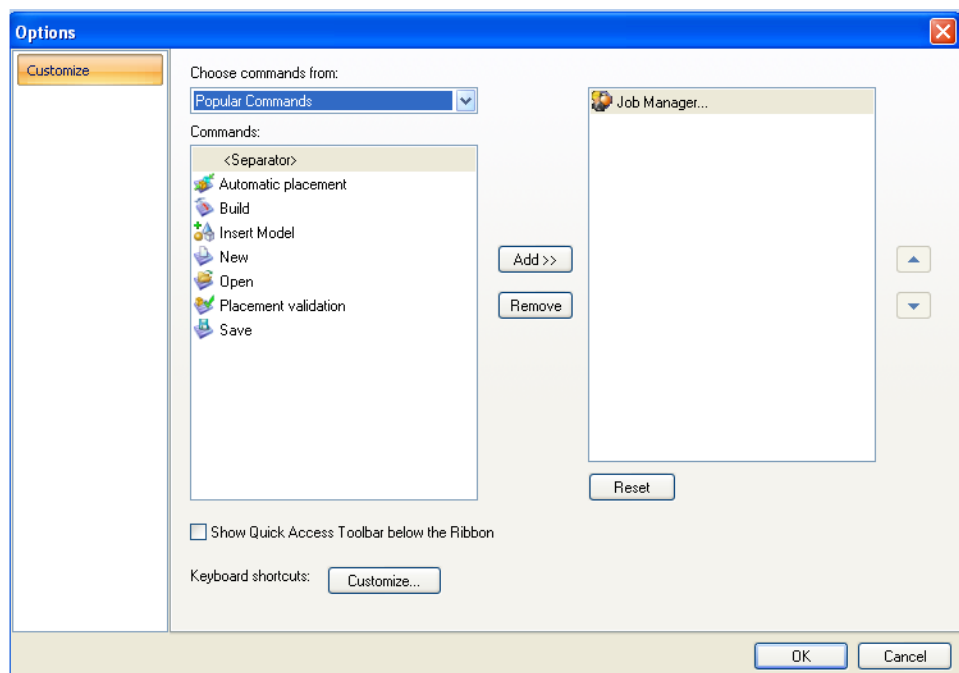 Options
Customize
Choose commands from:
Popular Commands
Commands:
<Separator>
Automatic placement
Build
Insert Model
New
Open
Placement validation
Save
Add >>
Remove
Job Manager...
Reset
Show Quick Access Toolbar below the Ribbon
Keyboard shortcuts:
Customize...
OK
Cancel